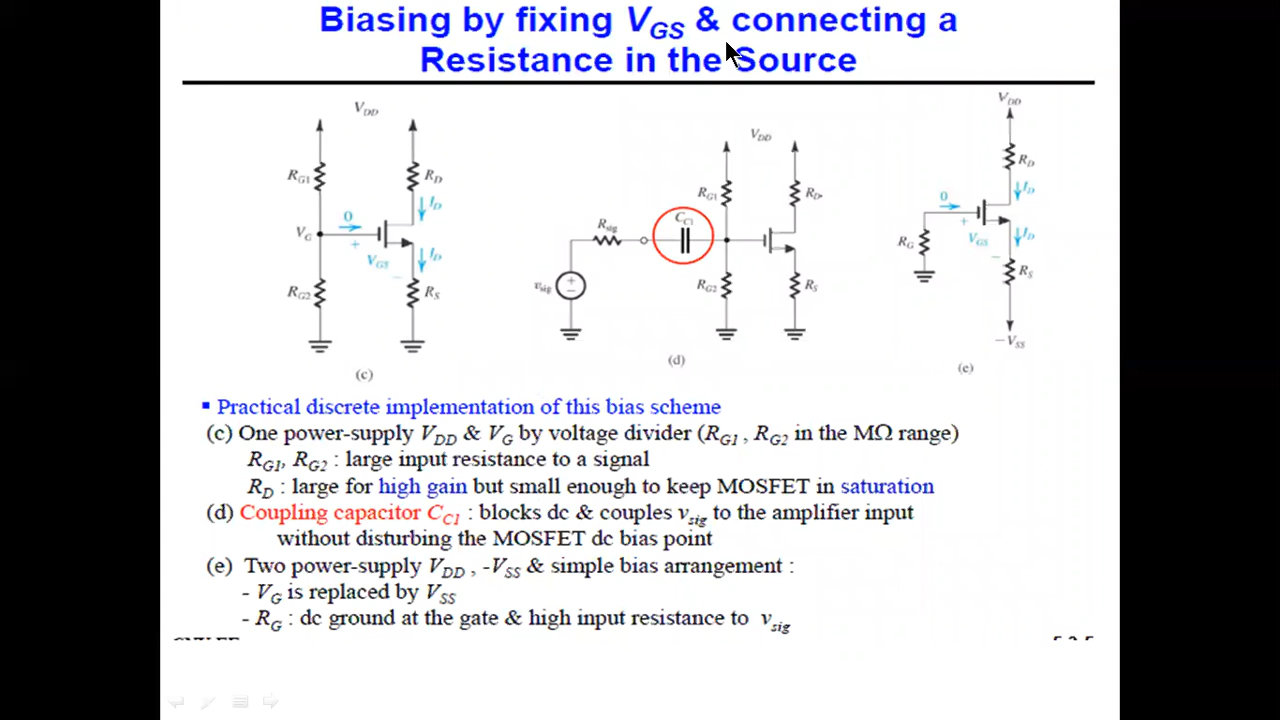 Biasing by fixing VGS & connecting a
Resistance in the Source
VDD
RG1
RD
ID
0
VG
+
VGS
−
ID
RG2
RS
(c)
VDD
RG1
RD
CC1
Rsig
vsig
+
−
RG2
RS
(d)
VDD
RD
ID
0
+
VGS
−
ID
RG
RS
−VSS
(e)
▪ Practical discrete implementation of this bias scheme
(c) One power-supply VDD & VG by voltage divider (RG1 , RG2 in the MΩ range)
RG1, RG2 : large input resistance to a signal
RD : large for high gain but small enough to keep MOSFET in saturation
(d) Coupling capacitor CC1 : blocks dc & couples vsig to the amplifier input
without disturbing the MOSFET dc bias point
(e) Two power-supply VDD , -VSS & simple bias arrangement :
- VG is replaced by VSS
- RG : dc ground at the gate & high input resistance to vsig